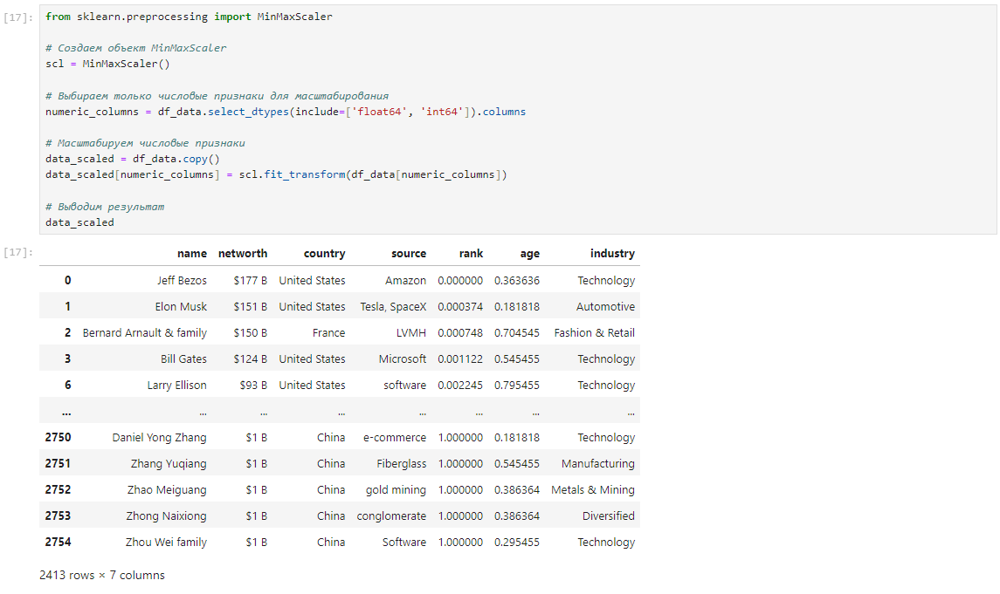 [17]:
from sklearn.preprocessing import MinMaxScaler
# Создаем объект MinMaxScaler
scl = MinMaxScaler()
# Выбираем только числовые признаки для масштабирования
numeric_columns = df_data.select_dtypes(include=['float64', 'int64']).columns
# Масштабируем числовые признаки
data_scaled = df_data.copy()
data_scaled[numeric_columns] = scl.fit_transform(df_data[numeric_columns])
# Выводим результат
data_scaled
[17]:
name networth country source rank age industry
0 Jeff Bezos $177 B United States Amazon 0.000000 0.363636 Technology
1 Elon Musk $151 B United States Tesla, SpaceX 0.000374 0.181818 Automotive
2 Bernard Arnault & family $150 B France LVMH 0.000748 0.704545 Fashion & Retail
3 Bill Gates $124 B United States Microsoft 0.001122 0.545455 Technology
6 Larry Ellison $93 B United States software 0.002245 0.795455 Technology
... ... ... ... ... ... ... ...
2750 Daniel Yong Zhang $1 B China e-commerce 1.000000 0.181818 Technology
2751 Zhang Yuqiang $1 B China Fiberglass 1.000000 0.545455 Manufacturing
2752 Zhao Meiguang $1 B China gold mining 1.000000 0.386364 Metals & Mining
2753 Zhong Naixiong $1 B China conglomerate 1.000000 0.386364 Diversified
2754 Zhou Wei family $1 B China Software 1.000000 0.295455 Technology
2413 rows × 7 columns